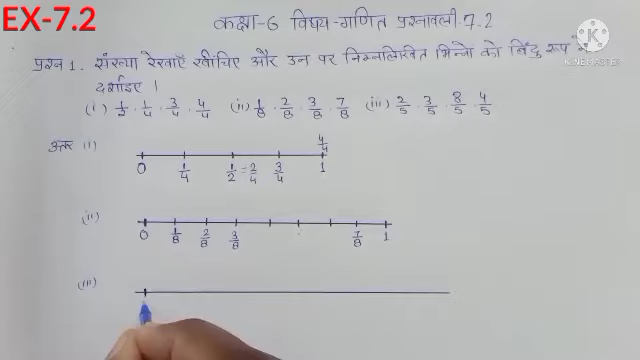 EX-7.2
कक्षा-6 विषय-गणित प्रश्नावली.7.2
KINEMASTER
प्रश्न 1. संख्या रेखाएँ खींचिए और उन पर निम्नलिखित भिन्नों को बिंदु रूप में
दर्शाइए ।
(i) 1/2 . 1/4 . 3/4 . 4/4 (ii) 1/8 . 2/8 . 3/8 . 7/8 (iii) 2/5 . 3/5 . 8/5 . 4/5
उत्तर (i)
4/4
0 1/4 1/2=2/4 3/4 1
(ii)
0 1/8 2/8 3/8 7/8 1
(iii)